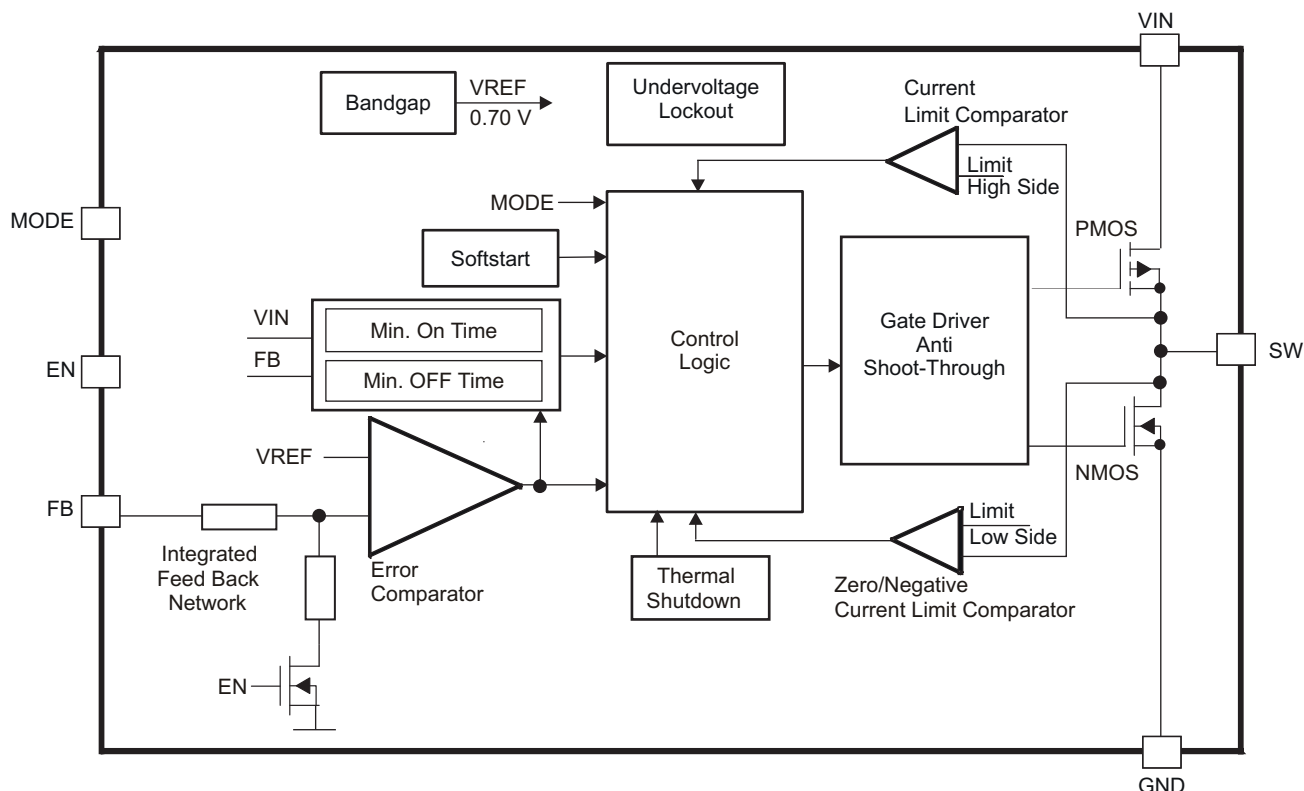 VIN
Bandgap
VREF
0.70 V
Undervoltage
Lockout
Current
Limit Comparator
Limit
High Side
MODE
MODE
PMOS
Softstart
VIN
FB
Min. On Time
Min. OFF Time
Control
Logic
Gate Driver
Anti
Shoot-Through
SW
EN
VREF
NMOS
FB
Integrated
Feed Back
Network
Error
Comparator
Thermal
Shutdown
Limit
Low Side
Zero/Negative
Current Limit Comparator
EN
GND